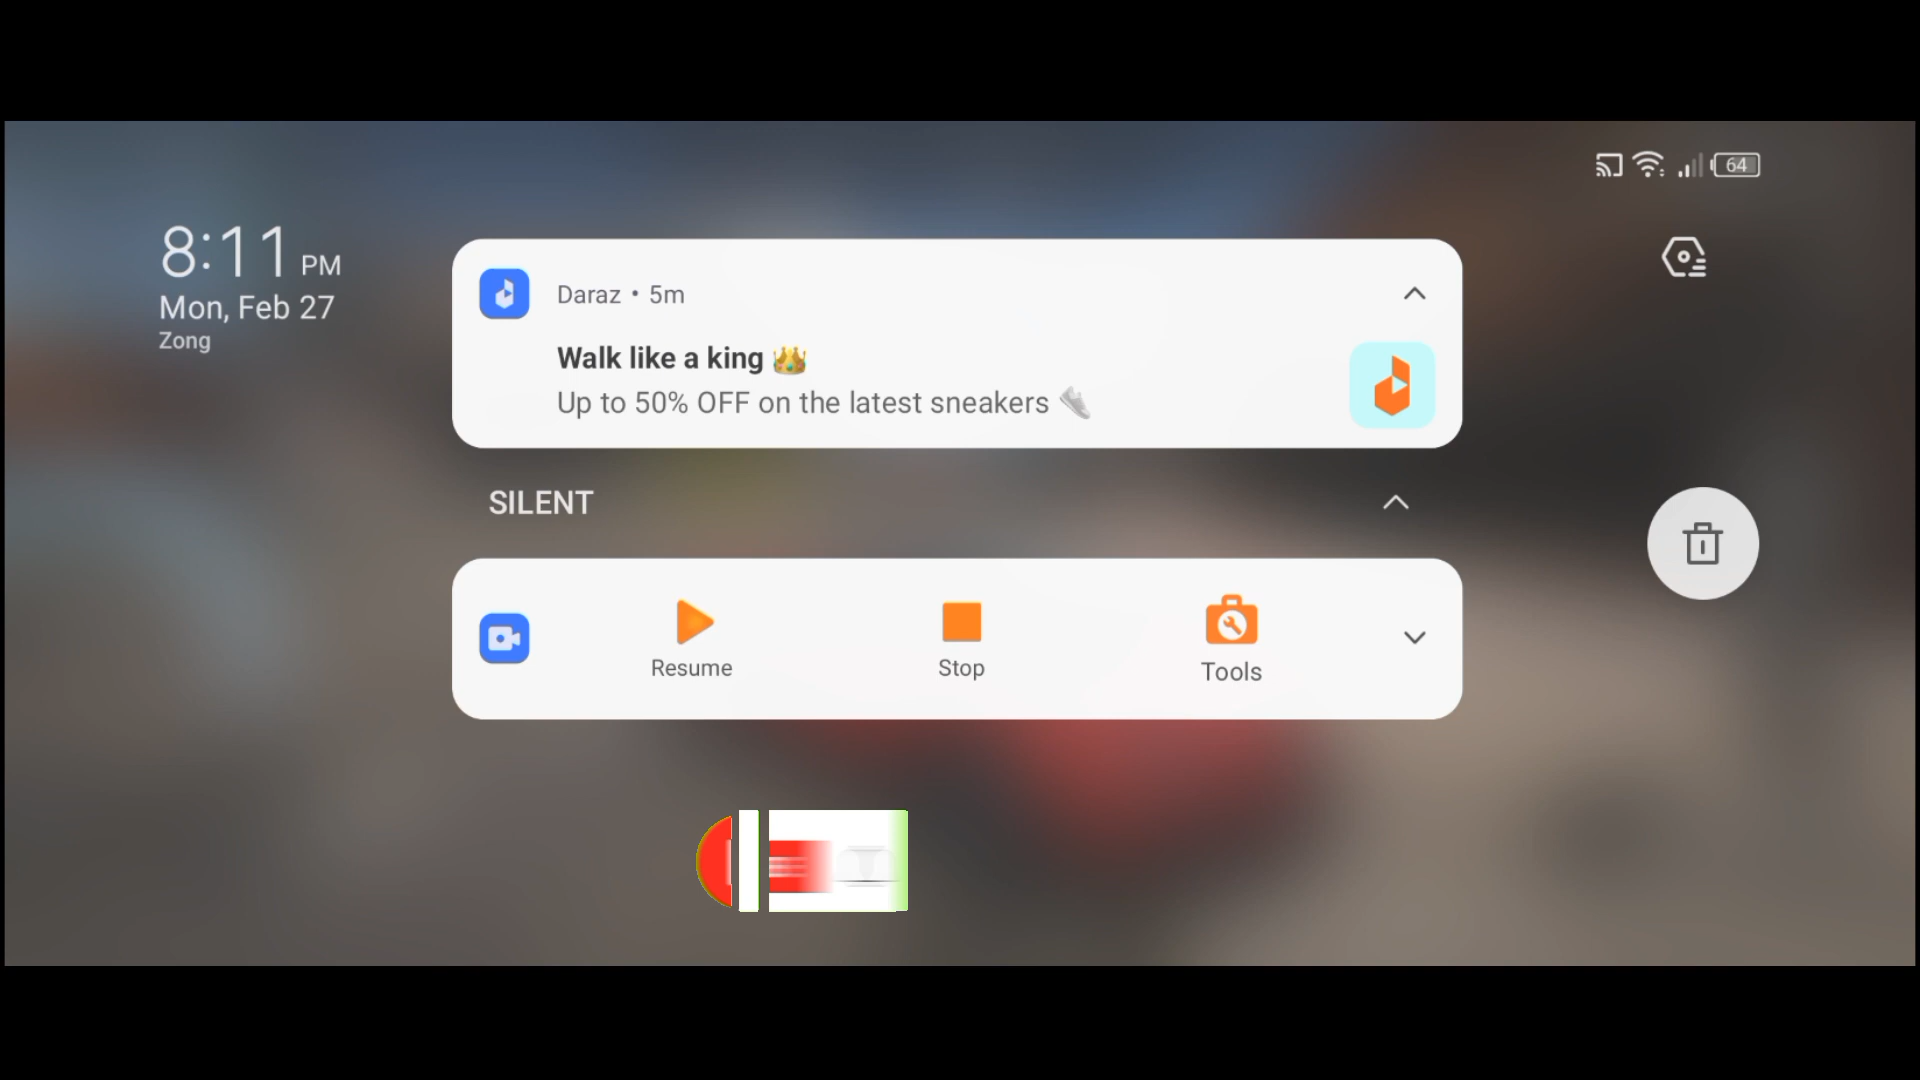 64
8:11 PM
Mon, Feb 27
Zong
Daraz • 5m
Walk like a king 👑
Up to 50% OFF on the latest sneakers 👟
SILENT
Resume
Stop
Tools